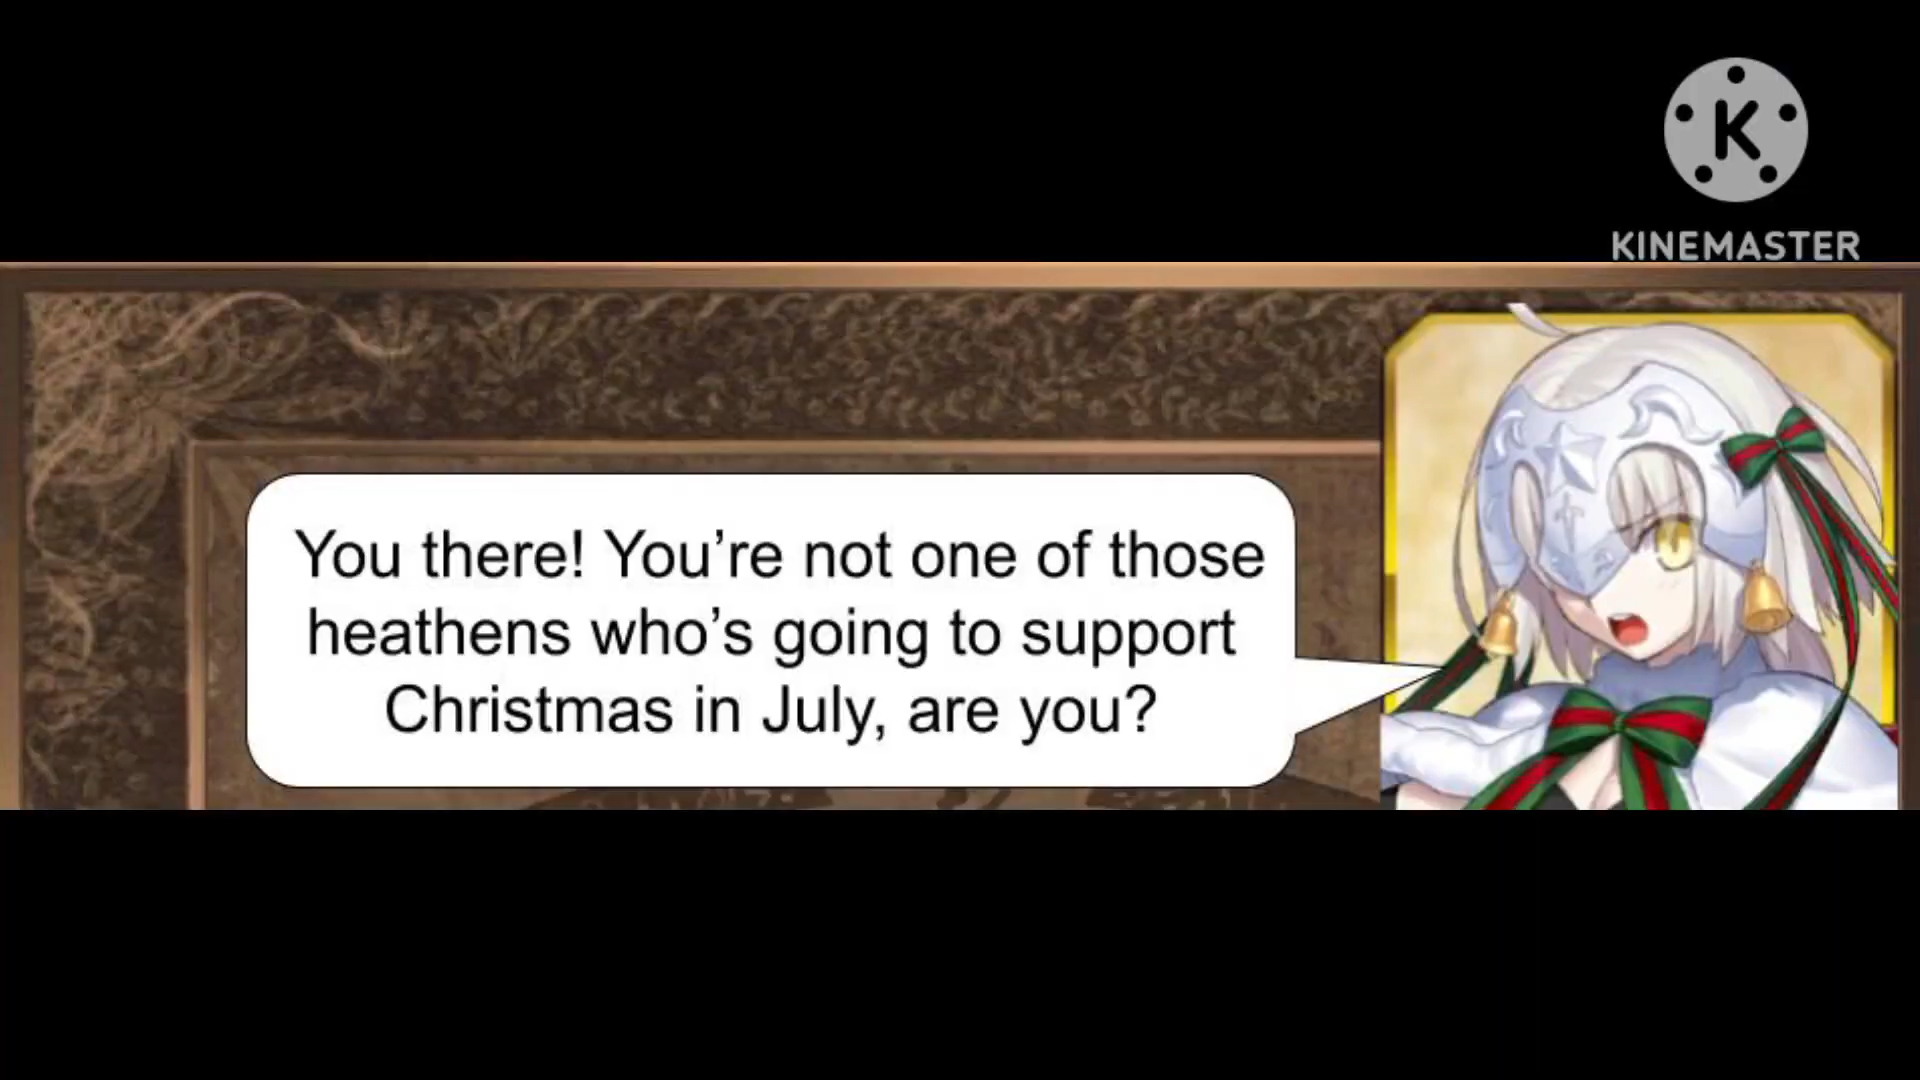 K
KINEMASTER
You there! You’re not one of those
heathens who’s going to support
Christmas in July, are you?